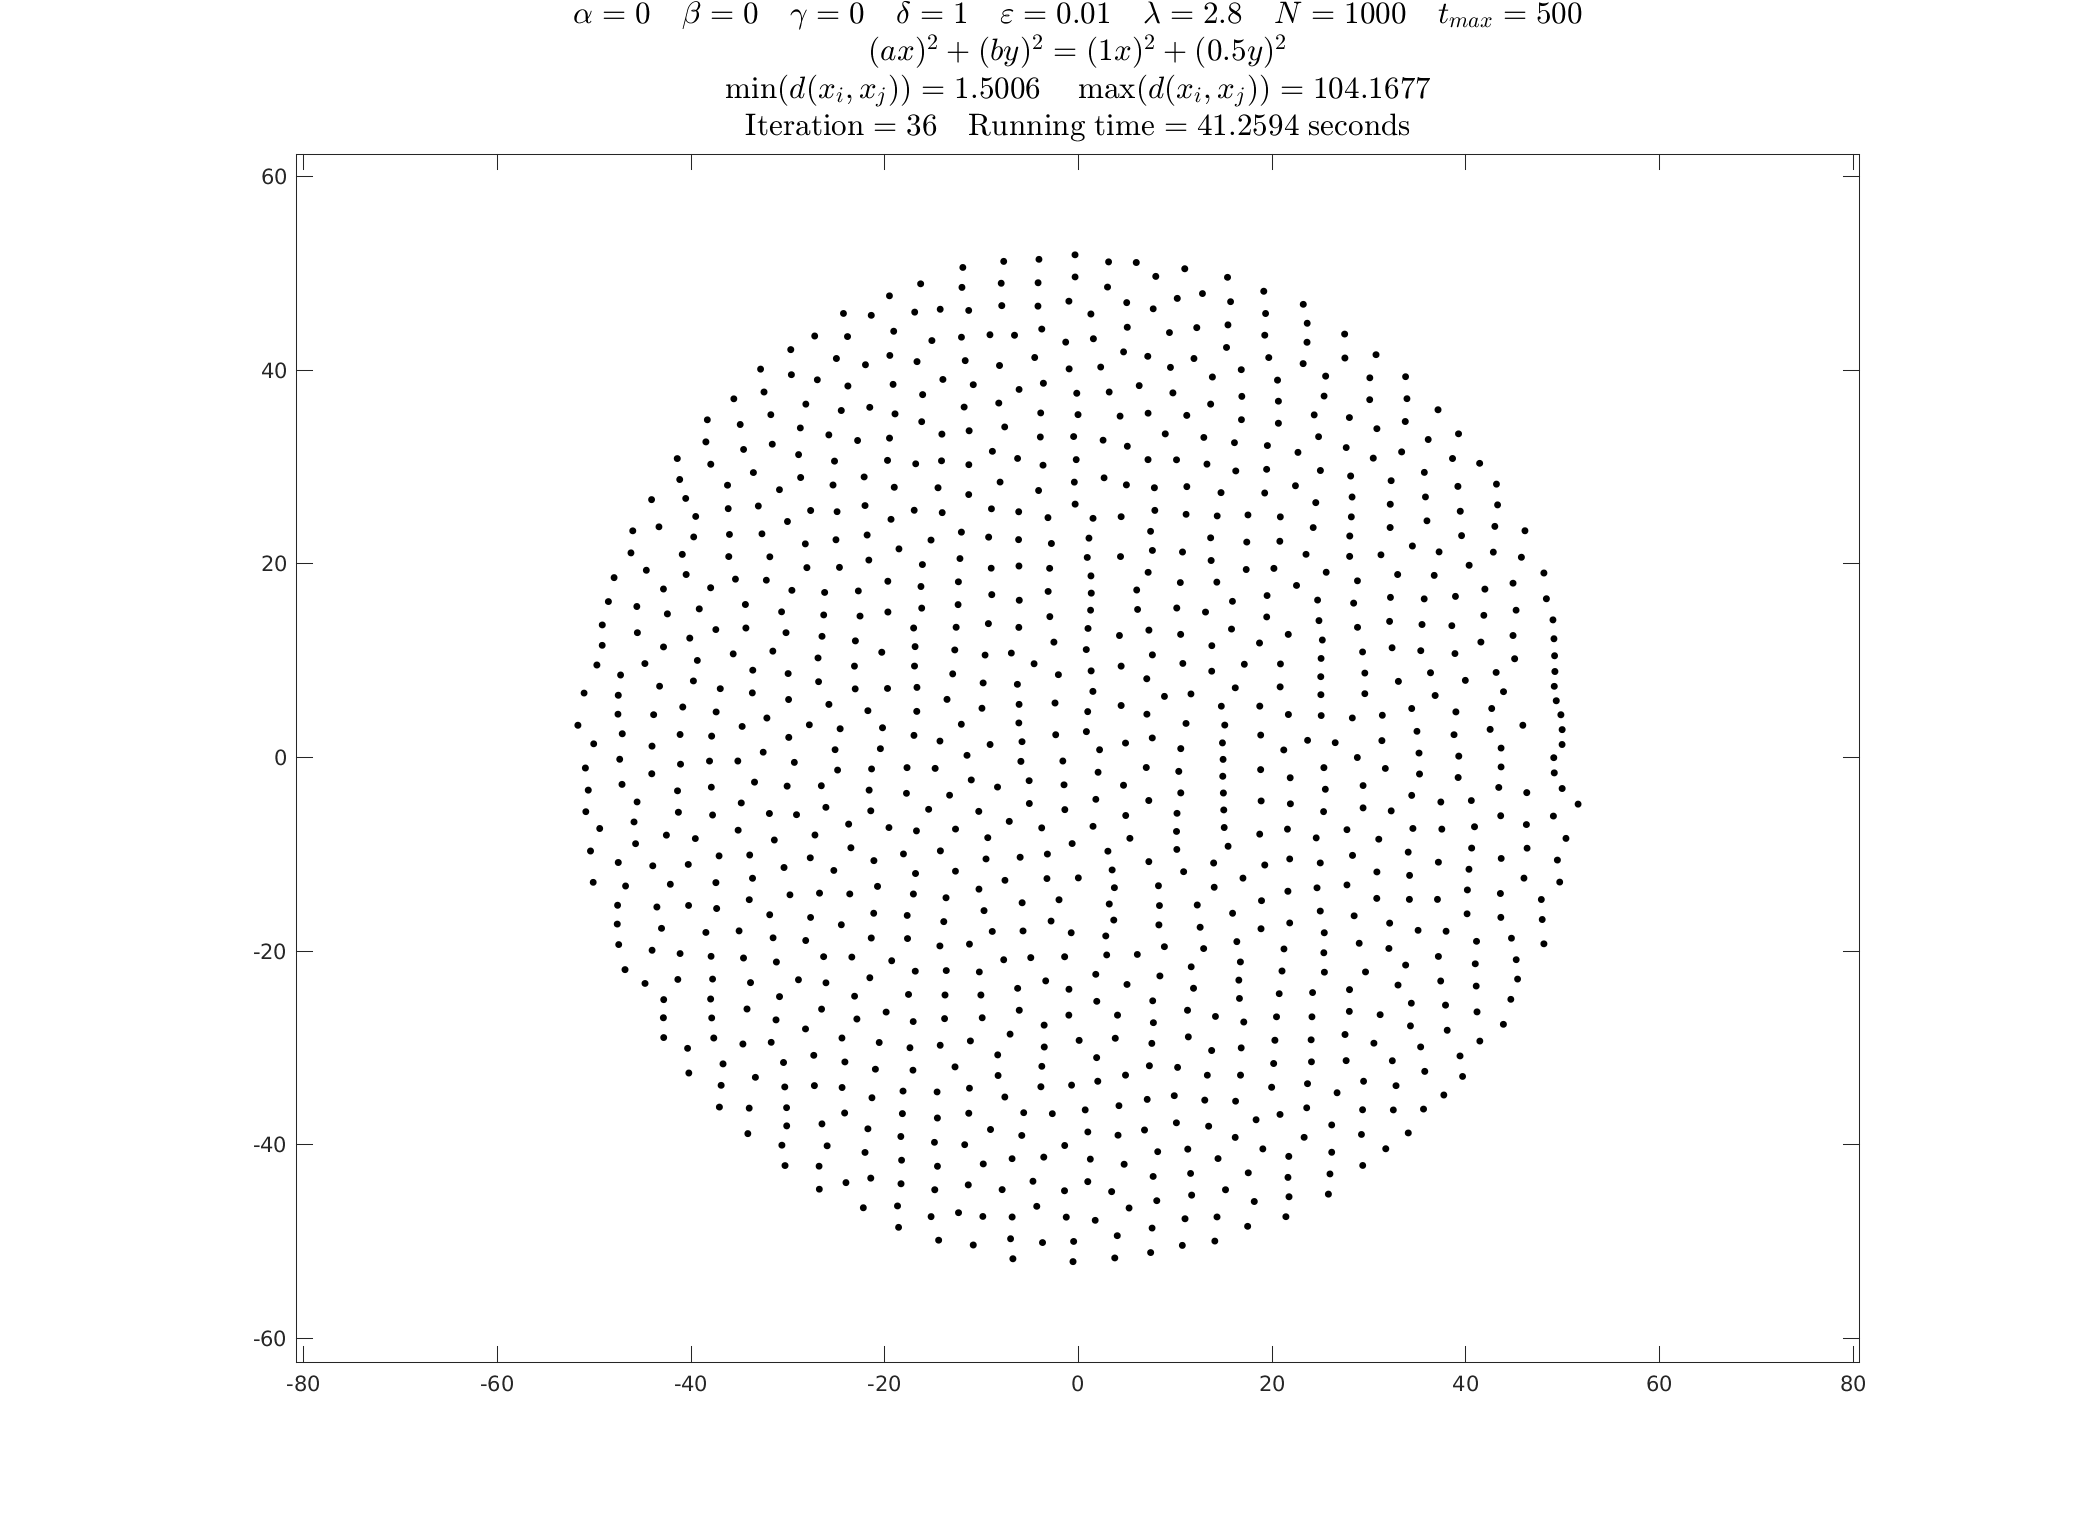 α = 0 β = 0 γ = 0 δ = 1 ε = 0.01 λ = 2.8 N = 1000 t_max = 500
(ax)² + (by)² = (1x)² + (0.5y)²
min(d(x_i, x_j)) = 1.5006 max(d(x_i, x_j)) = 104.1677
Iteration = 36 Running time = 41.2594 seconds
60
40
20
0
-20
-40
-60
-80 -60 -40 -20 0 20 40 60 80